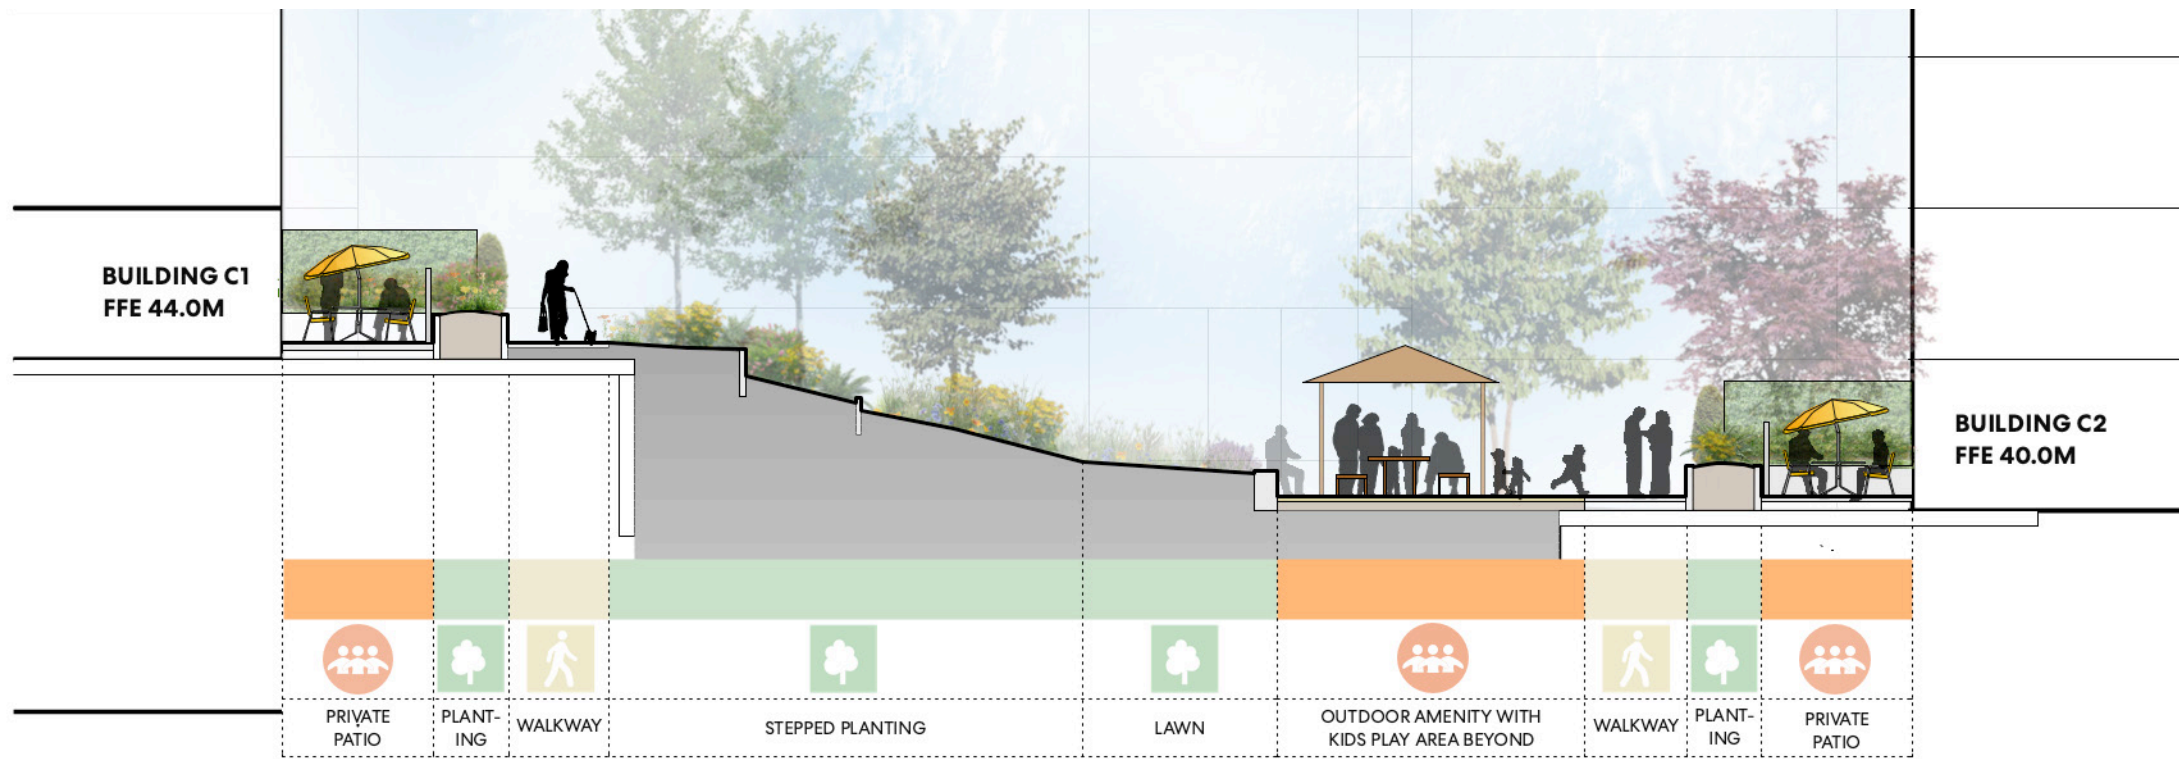 BUILDING C1
FFE 44.0M
BUILDING C2
FFE 40.0M
PRIVATE
PATIO
PLANT-
ING
WALKWAY
STEPPED PLANTING
LAWN
OUTDOOR AMENITY WITH
KIDS PLAY AREA BEYOND
WALKWAY
PLANT-
ING
PRIVATE
PATIO